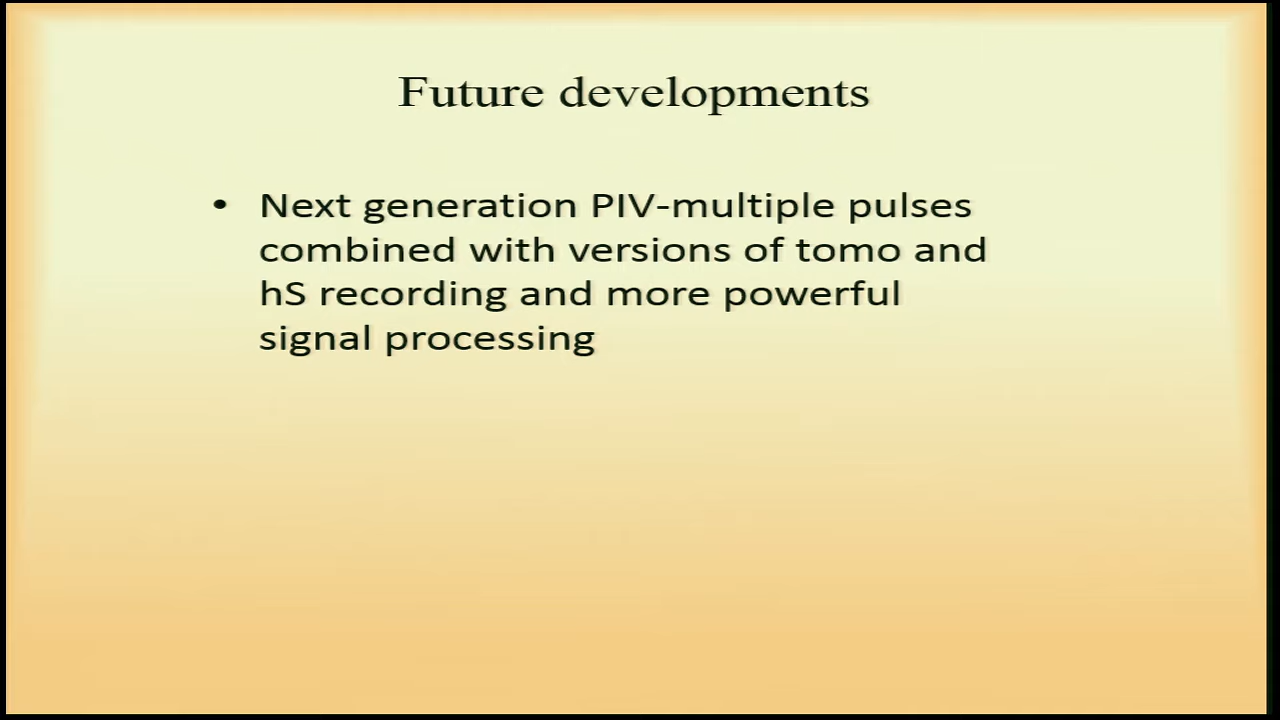 Future developments
• Next generation PIV-multiple pulses
combined with versions of tomo and
hS recording and more powerful
signal processing